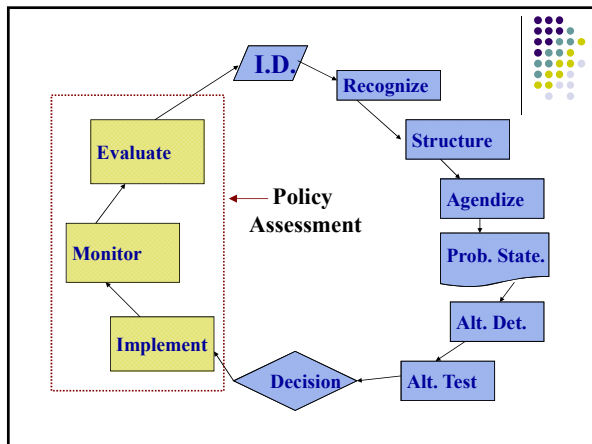 I.D.
Recognize
Structure
Agendize
Prob. State.
Alt. Det.
Alt. Test
Decision
Implement
Monitor
Evaluate
Policy
Assessment